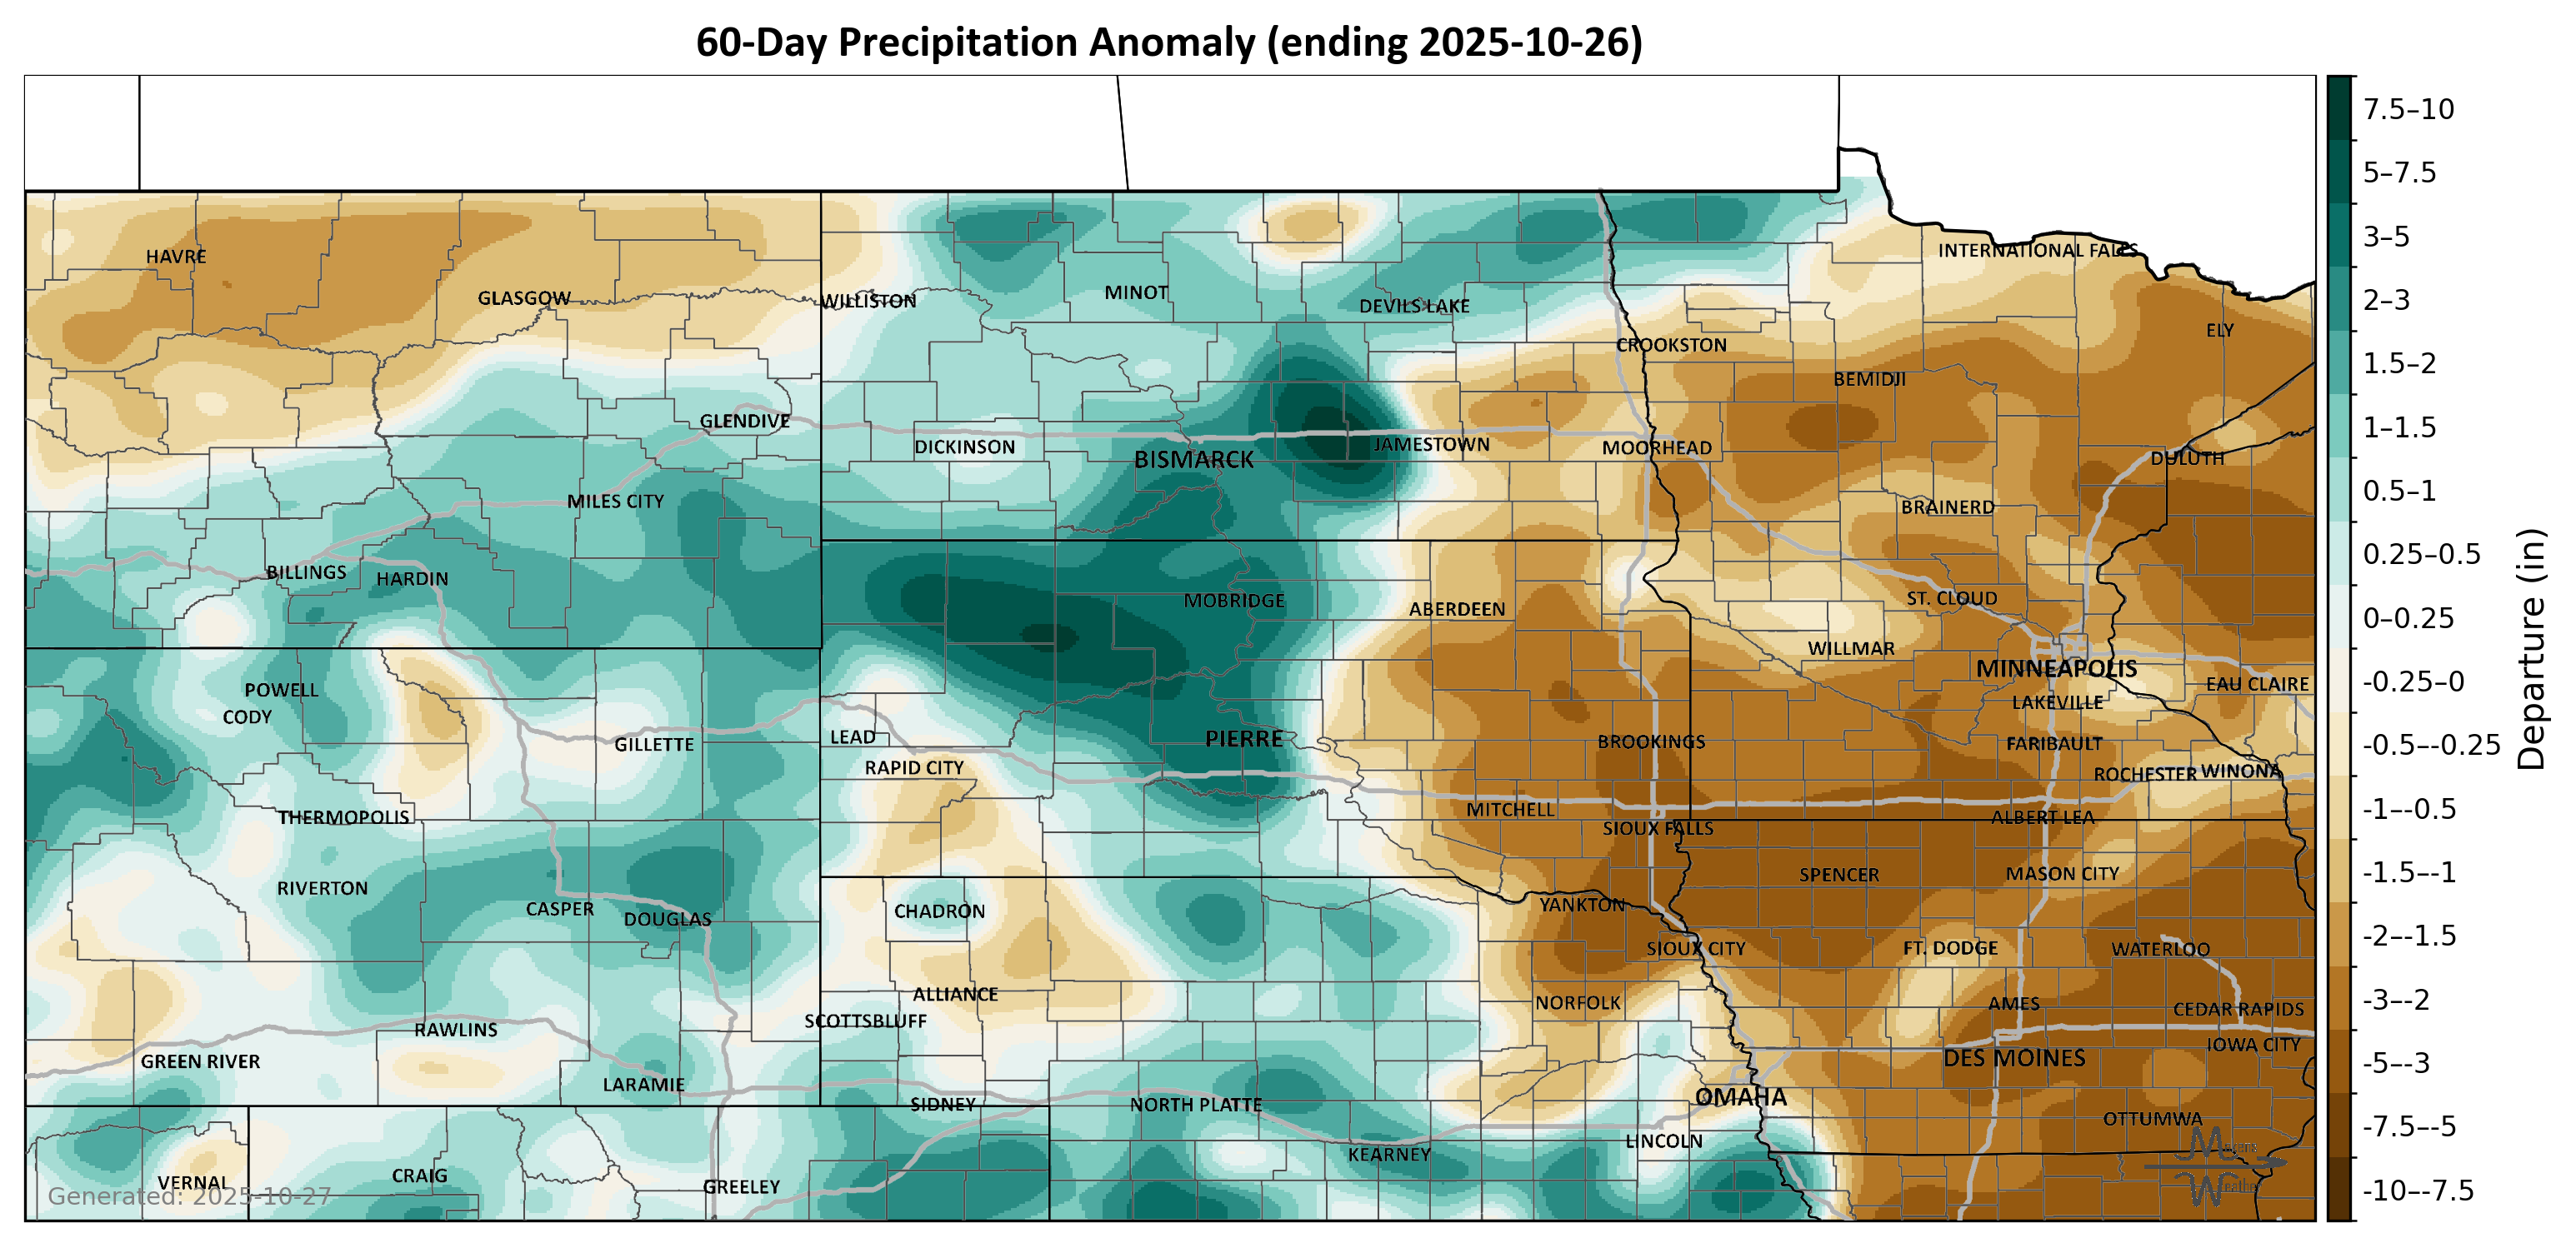 60-Day Precipitation Anomaly (ending 2025-10-26)
7.5–10
5–7.5
3–5
2–3
1.5–2
1–1.5
0.5–1
0.25–0.5
0–0.25
-0.25–0
-0.5–-0.25
-1–-0.5
-1.5–-1
-2–-1.5
-3–-2
-5–-3
-7.5–-5
-10–-7.5
Departure (in)
HAVRE
INTERNATIONAL FALLS
GLASGOW
WILLISTON
MINOT
DEVILS LAKE
ELY
CROOKSTON
BEMIDJI
GLENDIVE
DICKINSON
BISMARCK
JAMESTOWN
MOORHEAD
DULUTH
MILES CITY
BRAINERD
BILLINGS
HARDIN
MOBRIDGE
ABERDEEN
ST. CLOUD
WILLMAR
MINNEAPOLIS
EAU CLAIRE
POWELL
CODY
LAKEVILLE
GILLETTE
LEAD
PIERRE
BROOKINGS
FARIBAULT
RAPID CITY
ROCHESTER
WINONA
THERMOPOLIS
MITCHELL
ALBERT LEA
SIOUX FALLS
RIVERTON
SPENCER
MASON CITY
CASPER
DOUGLAS
CHADRON
YANKTON
SIOUX CITY
FT. DODGE
WATERLOO
ALLIANCE
NORFOLK
AMES
CEDAR RAPIDS
SCOTTSBLUFF
RAWLINS
IOWA CITY
GREEN RIVER
DES MOINES
LARAMIE
OMAHA
SIDNEY
NORTH PLATTE
OTTUMWA
LINCOLN
KEARNEY
VERNAL
CRAIG
GREELEY
Generated: 2025-10-27